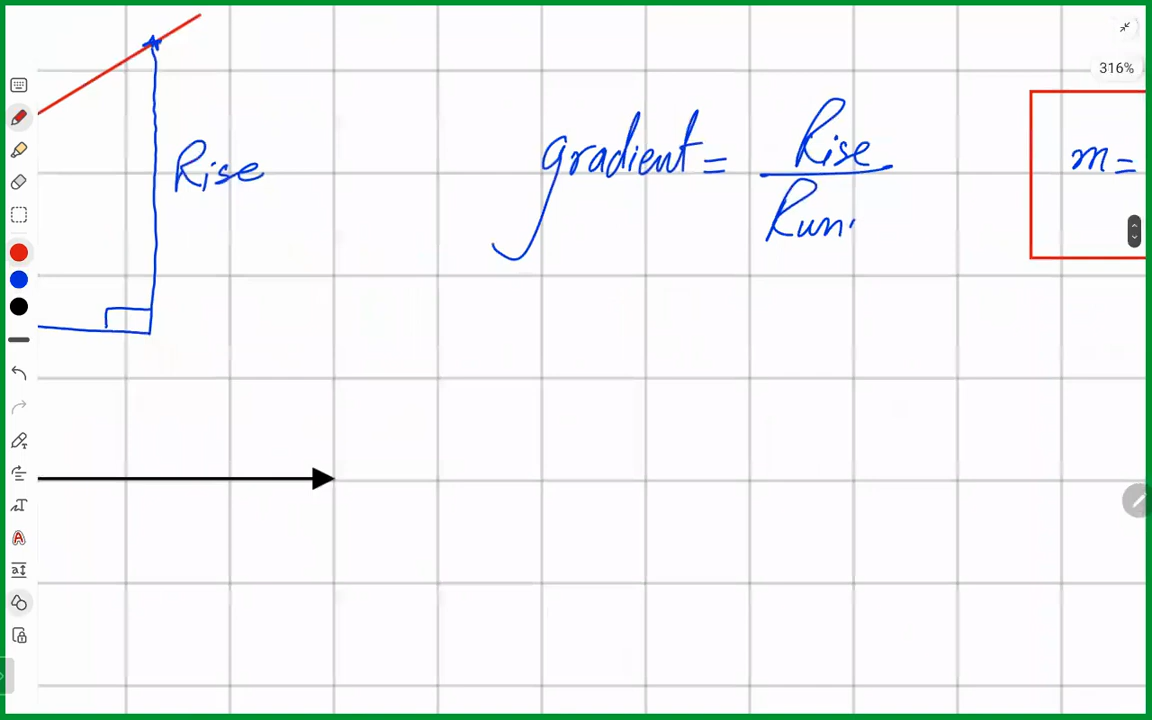 316%
Rise
gradient = Rise
Run
m =